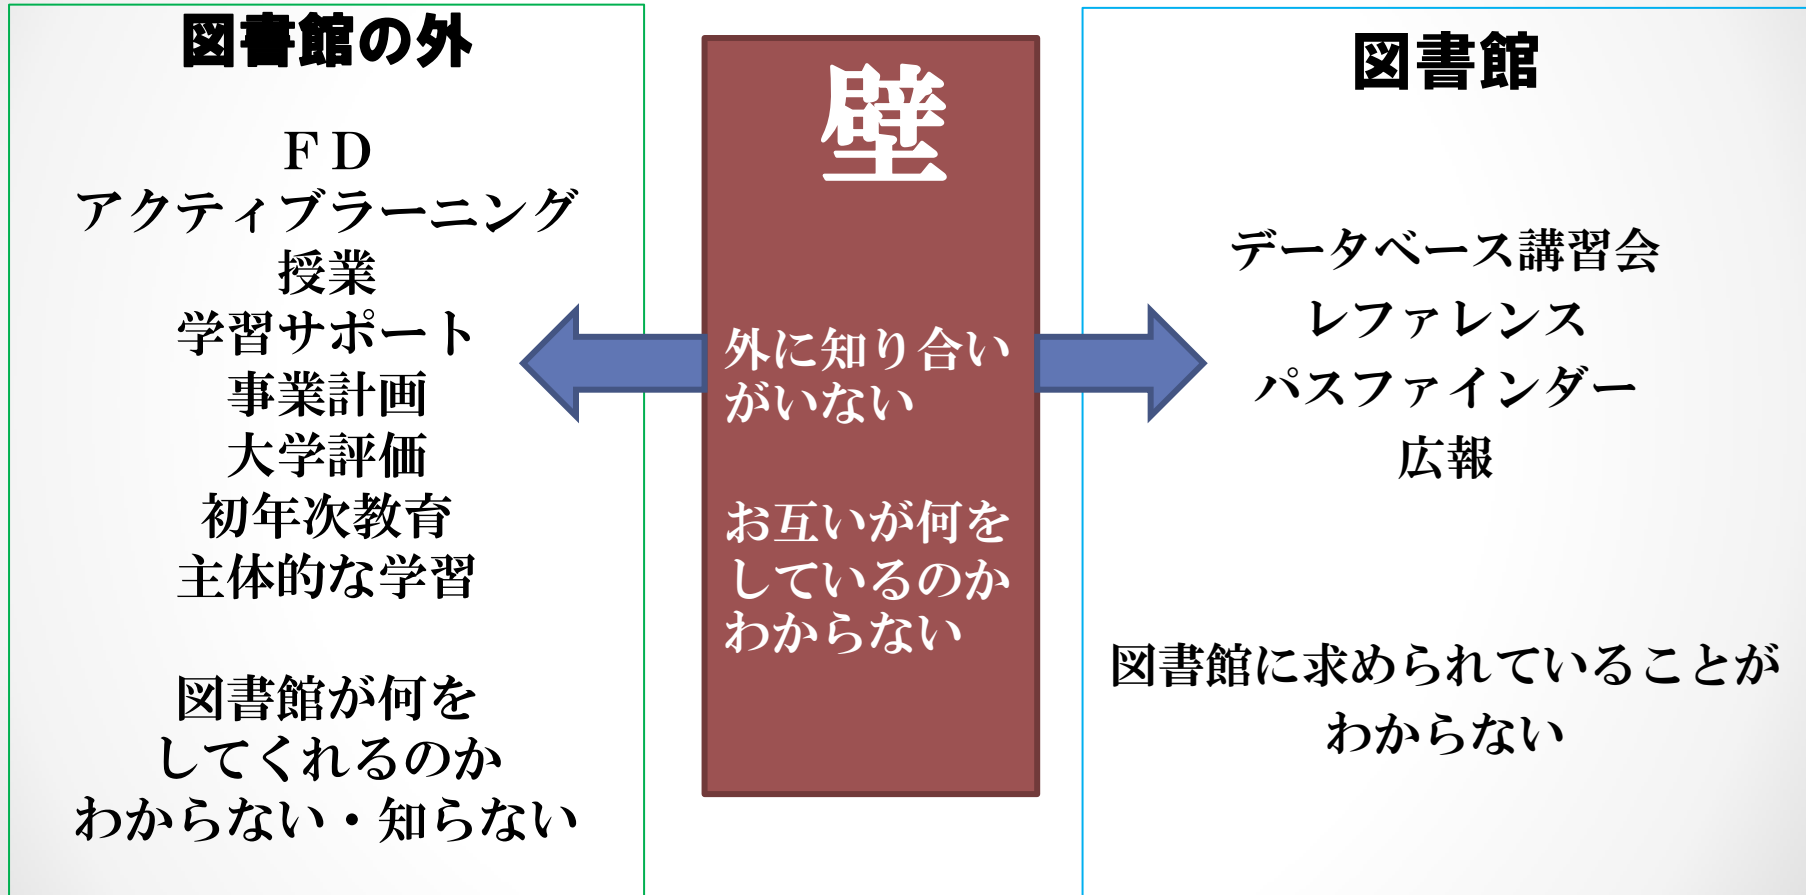 図書館の外
ＦＤ
アクティブラーニング
授業
学習サポート
事業計画
大学評価
初年次教育
主体的な学習
図書館が何を
してくれるのか
わからない・知らない
壁
外に知り合い
がいない
お互いが何を
しているのか
わからない
図書館
データベース講習会
レファレンス
パスファインダー
広報
図書館に求められていることが
わからない